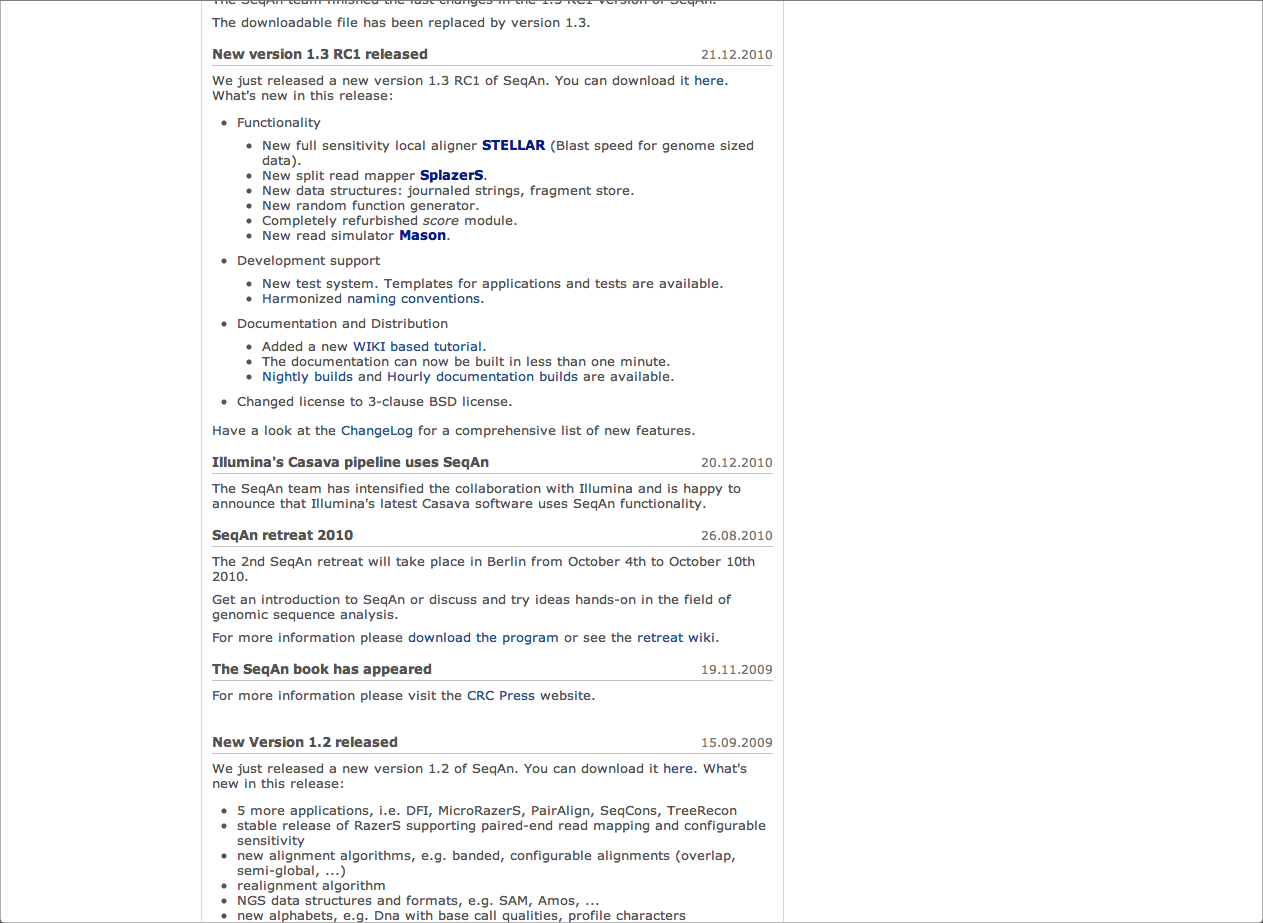 The SeqAn team finished the last changes in the 1.3 RC1 version of SeqAn.
The downloadable file has been replaced by version 1.3.
New version 1.3 RC1 released 21.12.2010
We just released a new version 1.3 RC1 of SeqAn. You can download it here.
What's new in this release:
Functionality
New full sensitivity local aligner STELLAR (Blast speed for genome sized
data).
New split read mapper SplazerS.
New data structures: journaled strings, fragment store.
New random function generator.
Completely refurbished score module.
New read simulator Mason.
Development support
New test system. Templates for applications and tests are available.
Harmonized naming conventions.
Documentation and Distribution
Added a new WIKI based tutorial.
The documentation can now be built in less than one minute.
Nightly builds and Hourly documentation builds are available.
Changed license to 3-clause BSD license.
Have a look at the ChangeLog for a comprehensive list of new features.
Illumina's Casava pipeline uses SeqAn 20.12.2010
The SeqAn team has intensified the collaboration with Illumina and is happy to
announce that Illumina's latest Casava software uses SeqAn functionality.
SeqAn retreat 2010 26.08.2010
The 2nd SeqAn retreat will take place in Berlin from October 4th to October 10th
2010.
Get an introduction to SeqAn or discuss and try ideas hands-on in the field of
genomic sequence analysis.
For more information please download the program or see the retreat wiki.
The SeqAn book has appeared 19.11.2009
For more information please visit the CRC Press website.
New Version 1.2 released 15.09.2009
We just released a new version 1.2 of SeqAn. You can download it here. What's
new in this release:
5 more applications, i.e. DFI, MicroRazerS, PairAlign, SeqCons, TreeRecon
stable release of RazerS supporting paired-end read mapping and configurable
sensitivity
new alignment algorithms, e.g. banded, configurable alignments (overlap,
semi-global, ...)
realignment algorithm
NGS data structures and formats, e.g. SAM, Amos, ...
new alphabets, e.g. Dna with base call qualities, profile characters